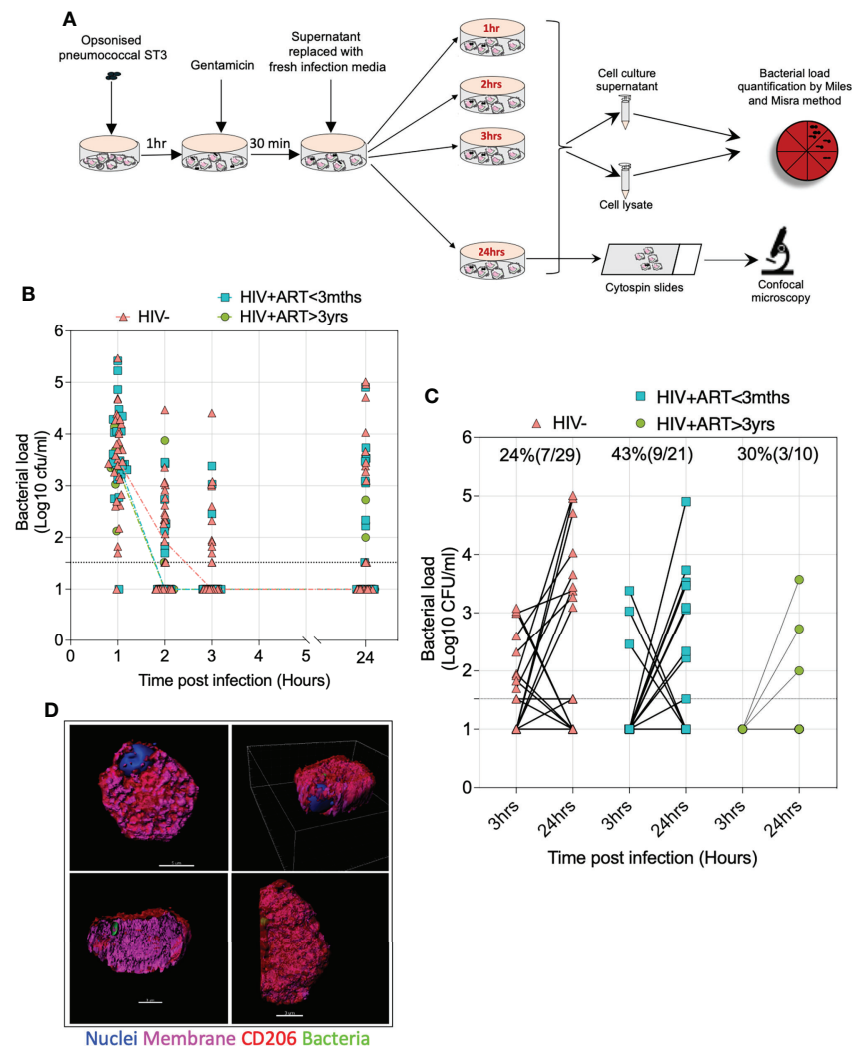 A
Opsonised
pneumococcal ST3
Gentamicin
Supernatant
replaced with
fresh infection media
1hr
30 min
1hr
2hrs
3hrs
24hrs
Cell culture
supernatant
Cell lysate
Bacterial load
quantification by Miles
and Misra method
Cytospin slides
Confocal
microscopy
B
HIV-
HIV+ART<3mths
HIV+ART>3yrs
Bacterial load
(Log10 cfu/ml)
6
5
4
3
2
1
0
0
1
2
3
4
5
24
Time post infection (Hours)
C
HIV-
HIV+ART<3mths
HIV+ART>3yrs
24%(7/29)
43%(9/21)
30%(3/10)
Bacterial load
(Log10 CFU/ml)
6
5
4
3
2
1
0
3hrs
24hrs
3hrs
24hrs
3hrs
24hrs
Time post infection (Hours)
D
Nuclei Membrane CD206 Bacteria